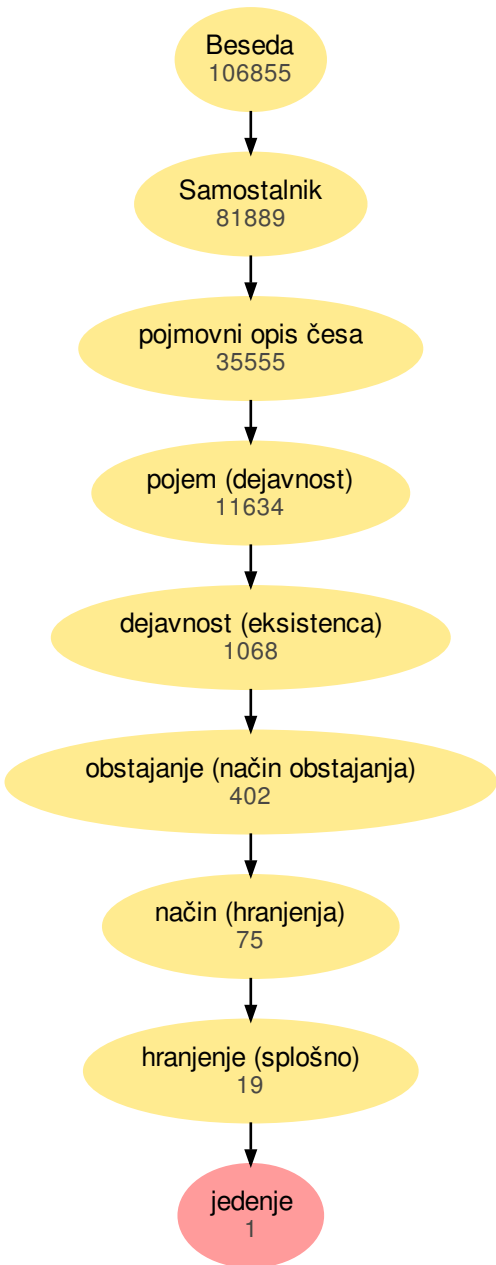 Beseda
106855
Samostalnik
81889
pojmovni opis česa
35555
pojem (dejavnost)
11634
dejavnost (eksistenca)
1068
obstajanje (način obstajanja)
402
način (hranjenja)
75
hranjenje (splošno)
19
jedenje
1